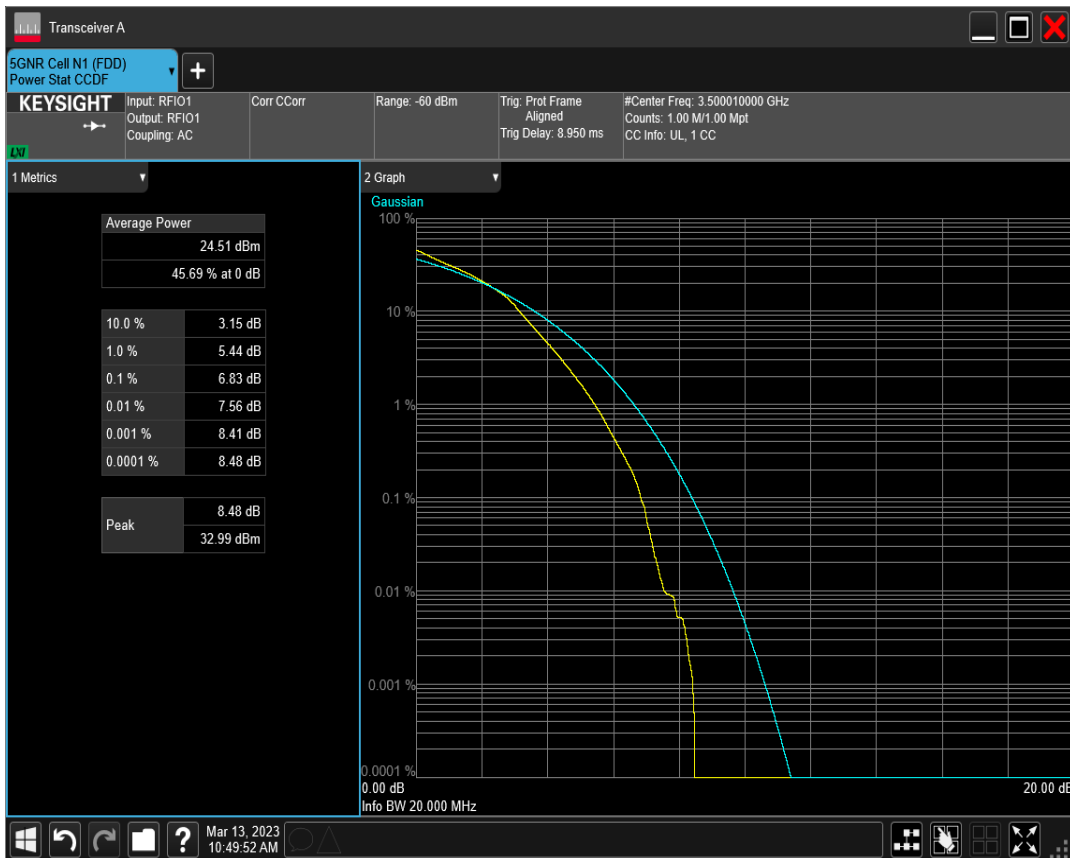 Transceiver A
5GNR Cell N1 (FDD)
Power Stat CCDF
KEYSIGHT
LXI
Input: RFIO1
Output: RFIO1
Coupling: AC
Corr CCorr
Range: -60 dBm
Trig: Prot Frame
Aligned
Trig Delay: 8.950 ms
#Center Freq: 3.500010000 GHz
Counts: 1.00 M/1.00 Mpt
CC Info: UL, 1 CC
1 Metrics
Average Power
24.51 dBm
45.69 % at 0 dB
10.0 % 3.15 dB
1.0 % 5.44 dB
0.1 % 6.83 dB
0.01 % 7.56 dB
0.001 % 8.41 dB
0.0001 % 8.48 dB
Peak
8.48 dB
32.99 dBm
2 Graph
Gaussian
100 %
10 %
1 %
0.1 %
0.01 %
0.001 %
0.0001 %
0.00 dB 20.00 dB
Info BW 20.000 MHz
?
Mar 13, 2023
10:49:52 AM